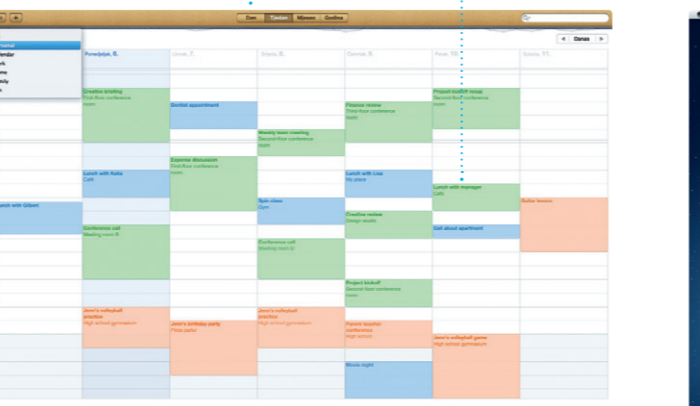 Dan Tjedan Mjesec Godina
Danas
Ponedjeljak, 6. Utorak, 7. Srijeda, 8. Četvrtak, 9. Petak, 10. Subota, 11.
Creative briefing
First-floor conference
room
Lunch with Katie
Café
Conference call
Meeting room B
Jenn's volleyball
practice
High school gymnasium
Lunch with Gilbert
Dentist appointment
Expense discussion
First-floor conference
room
Jenn's birthday party
Pizza parlor
Weekly team meeting
Second-floor conference
room
Spin class
Gym
Conference call
Meeting room B
Jenn's volleyball
practice
High school gymnasium
Finance review
Third-floor conference
room
Lunch with Lisa
My place
Creative review
Design studio
Project kickoff
Second-floor conference
room
Parent teacher
conference
High school
Movie night
Project kickoff recap
Second-floor conference
room
Lunch with manager
Café
Call about apartment
Jenn's volleyball game
High school gymnasium
Guitar lesson